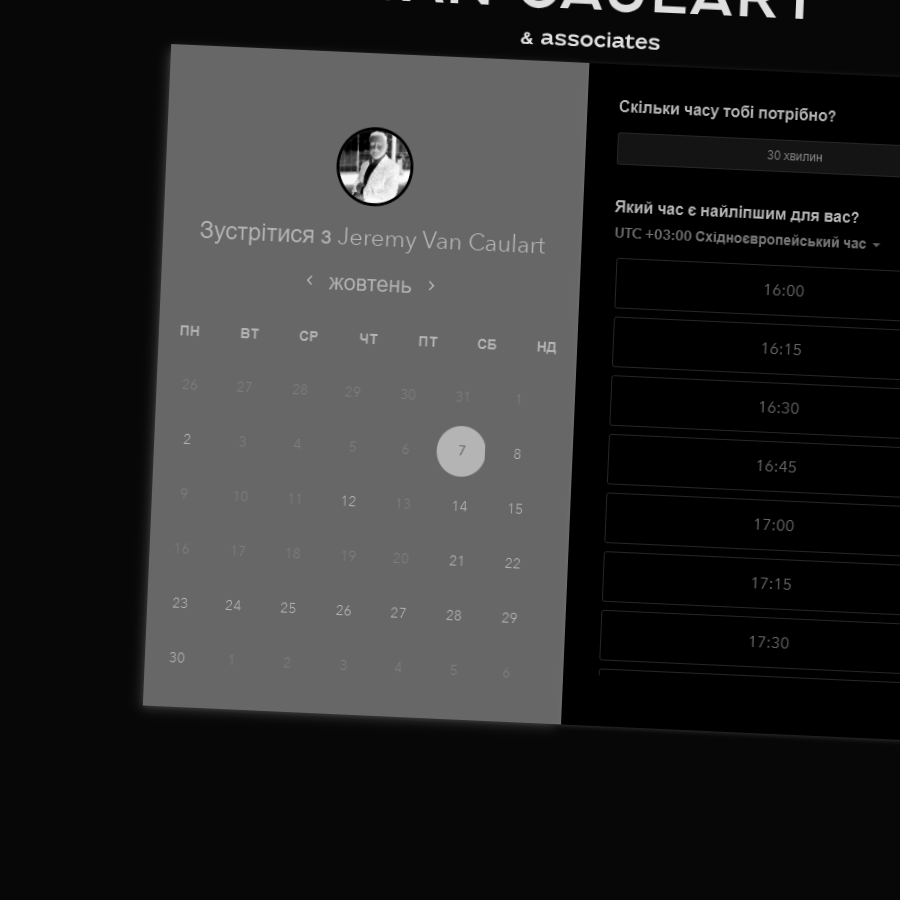 & associates
Зустрітися з Jeremy Van Caulart
‹ жовтень ›
ПН ВТ СР ЧТ ПТ СБ НД
26 27 28 29 30 31 1
2 3 4 5 6 7 8
9 10 11 12 13 14 15
16 17 18 19 20 21 22
23 24 25 26 27 28 29
30 1 2 3 4 5 6
Скільки часу тобі потрібно?
30 хвилин
Який час є найліпшим для вас?
UTC +03:00 Східноєвропейський час
16:00
16:15
16:30
16:45
17:00
17:15
17:30